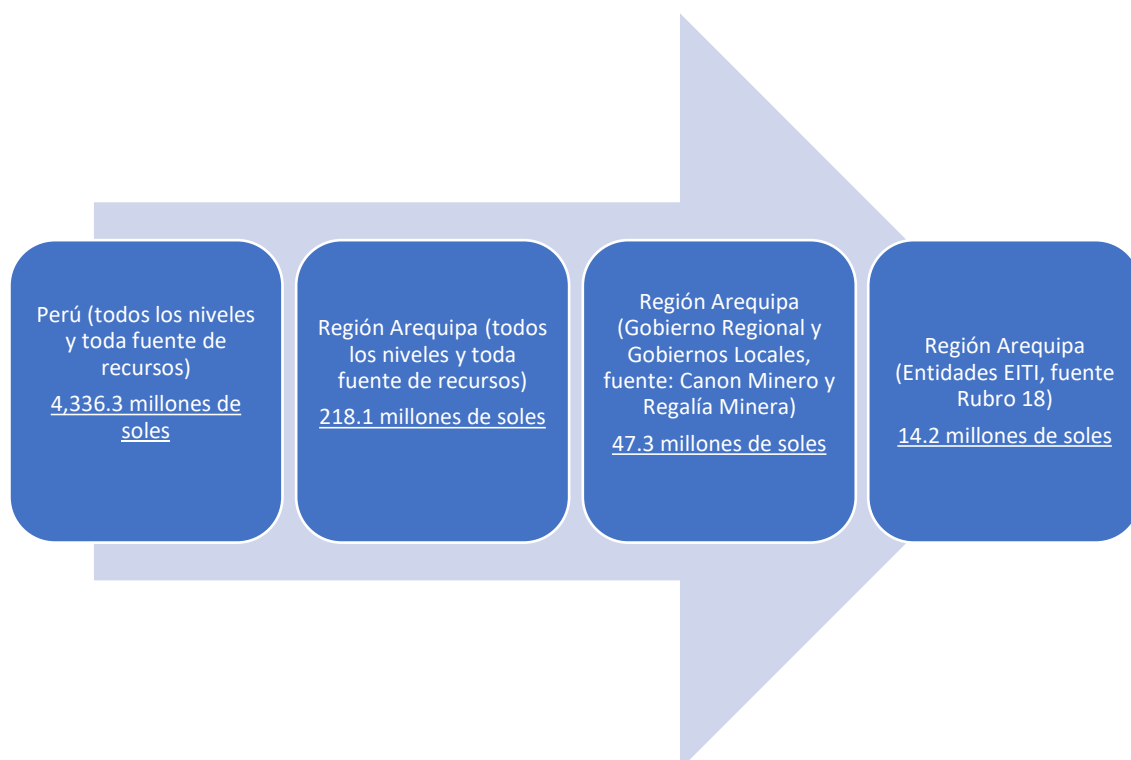 Perú (todos los niveles
y toda fuente de
recursos)
4,336.3 millones de
soles
Región Arequipa (todos
los niveles y toda
fuente de recursos)
218.1 millones de soles
Región Arequipa
(Gobierno Regional y
Gobiernos Locales,
fuente: Canon Minero y
Regalía Minera)
47.3 millones de soles
Región Arequipa
(Entidades EITI, fuente
Rubro 18)
14.2 millones de soles